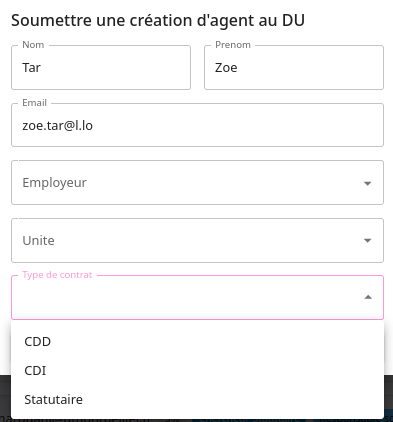 Soumettre une création d'agent au DU
Nom
Prenom
Tar
Zoe
Email
zoe.tar@l.lo
Employeur
Unite
Type de contrat
CDD
CDI
Statutaire